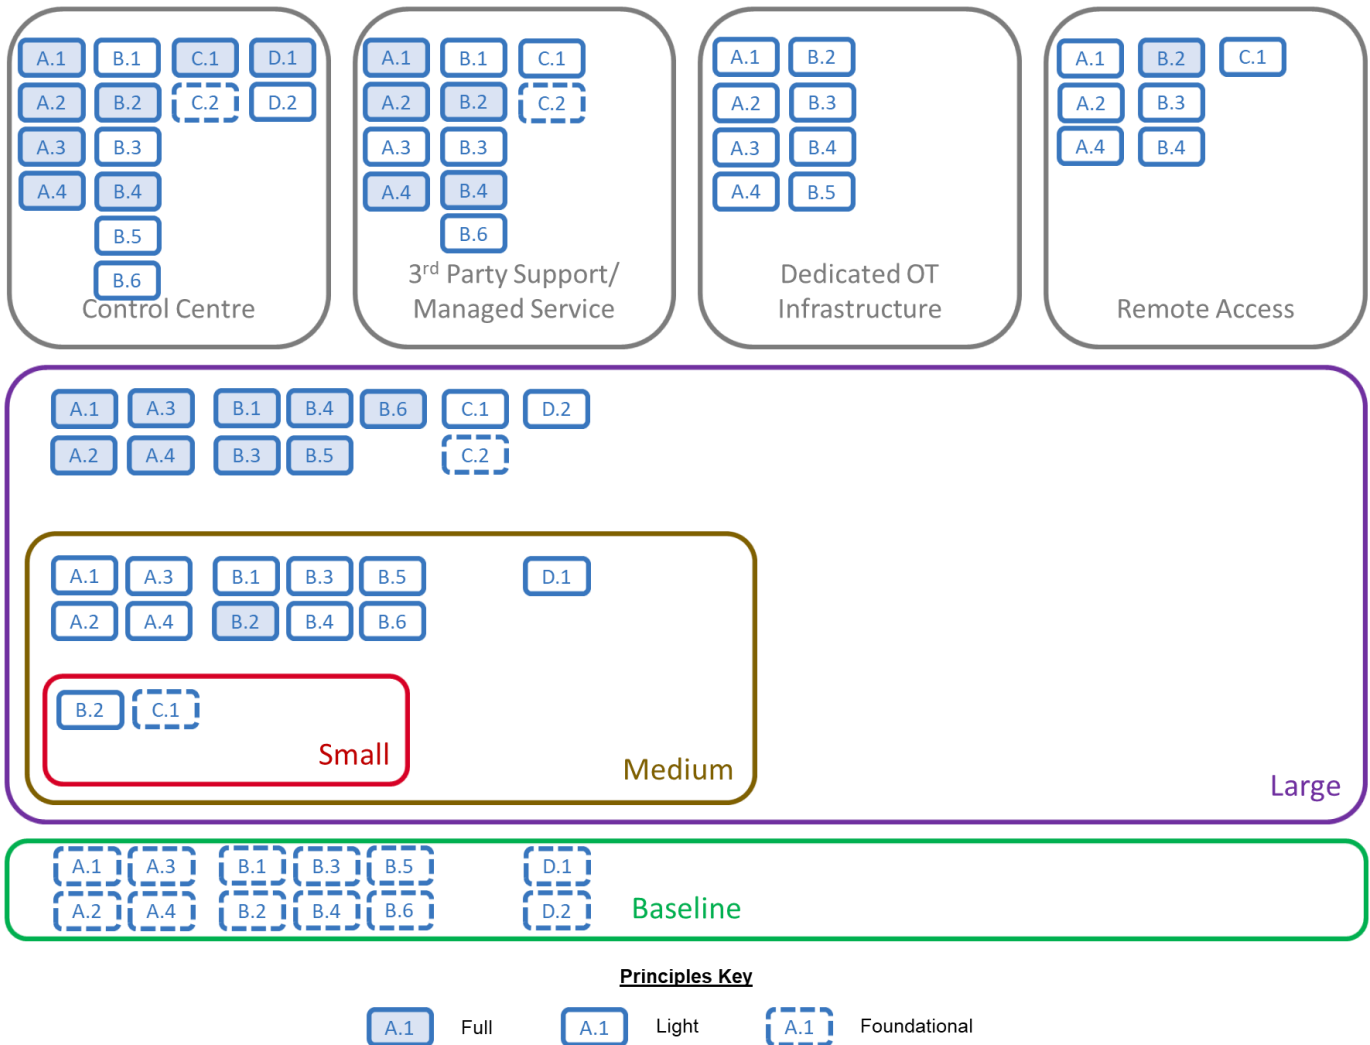 A.1 B.1 C.1 D.1
A.2 B.2 C.2 D.2
A.3 B.3
A.4 B.4
B.5
B.6
Control Centre
A.1 B.1 C.1
A.2 B.2 C.2
A.3 B.3
A.4 B.4
B.6
3rd Party Support/
Managed Service
A.1 B.2
A.2 B.3
A.3 B.4
A.4 B.5
Dedicated OT
Infrastructure
A.1 B.2 C.1
A.2 B.3
A.4 B.4
Remote Access
A.1 A.3 B.1 B.4 B.6 C.1 D.2
A.2 A.4 B.3 B.5 C.2
A.1 A.3 B.1 B.3 B.5 D.1
A.2 A.4 B.2 B.4 B.6
B.2 C.1
Small
Medium
Large
A.1 A.3 B.1 B.3 B.5 D.1
A.2 A.4 B.2 B.4 B.6 D.2
Baseline
Principles Key
A.1 Full A.1 Light A.1 Foundational